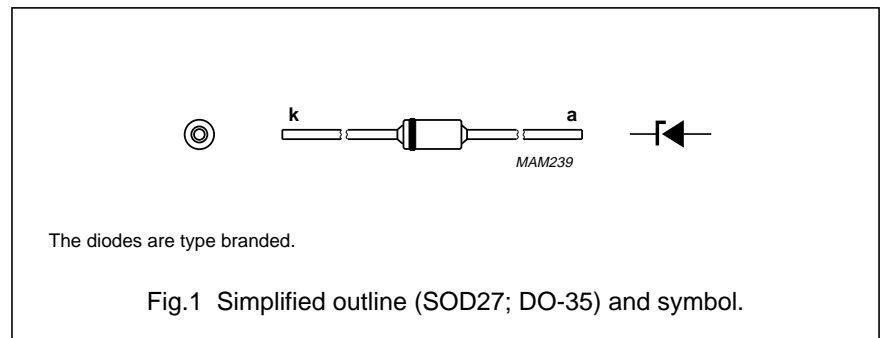 k
a
MAM239
The diodes are type branded.
Fig.1 Simplified outline (SOD27; DO-35) and symbol.